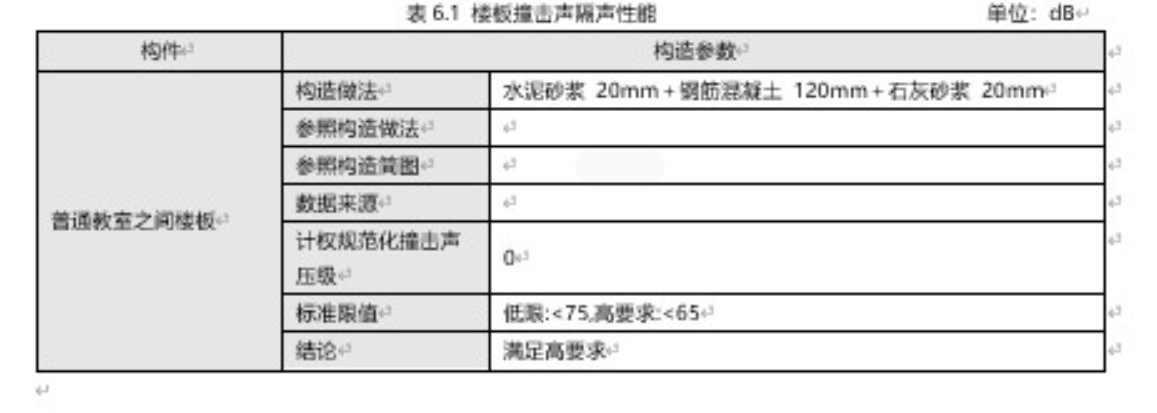 表 6.1 楼板撞击声隔声性能 单位：dB
构件 构造参数
普通教室之间楼板
构造做法 水泥砂浆 20mm+钢筋混凝土 120mm+石灰砂浆 20mm
参照构造做法
参照构造简图
数据来源
计权规范化撞击声
压级
0
标准限值 低限:<75,高要求:<65
结论 满足高要求